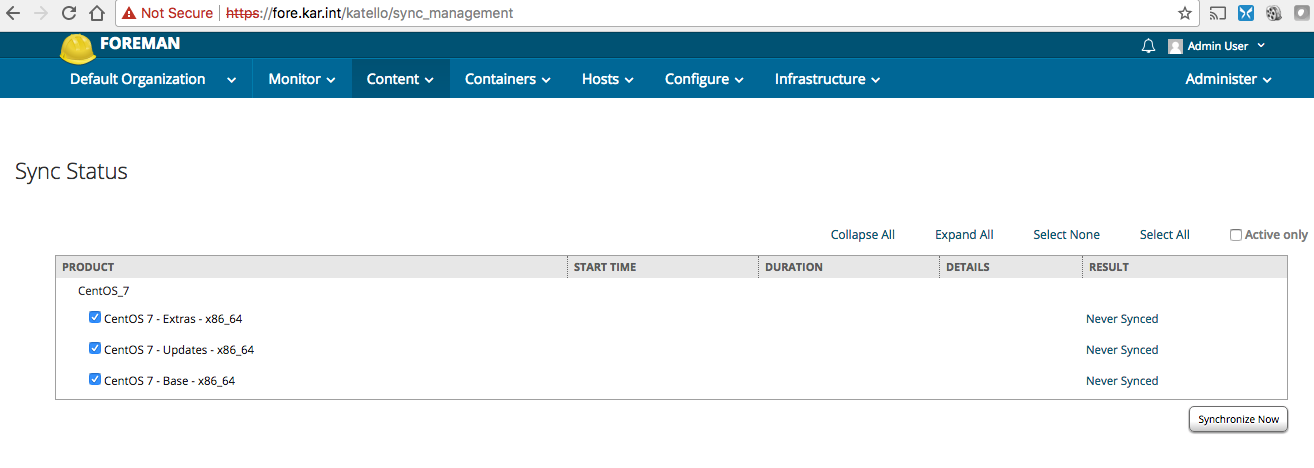 Not Secure https://fore.kar.int/katello/sync_management
FOREMAN Admin User
Default Organization Monitor Content Containers Hosts Configure Infrastructure Administer
Sync Status
Collapse All Expand All Select None Select All Active only
PRODUCT START TIME DURATION DETAILS RESULT
CentOS_7
CentOS 7 - Extras - x86_64 Never Synced
CentOS 7 - Updates - x86_64 Never Synced
CentOS 7 - Base - x86_64 Never Synced
Synchronize Now